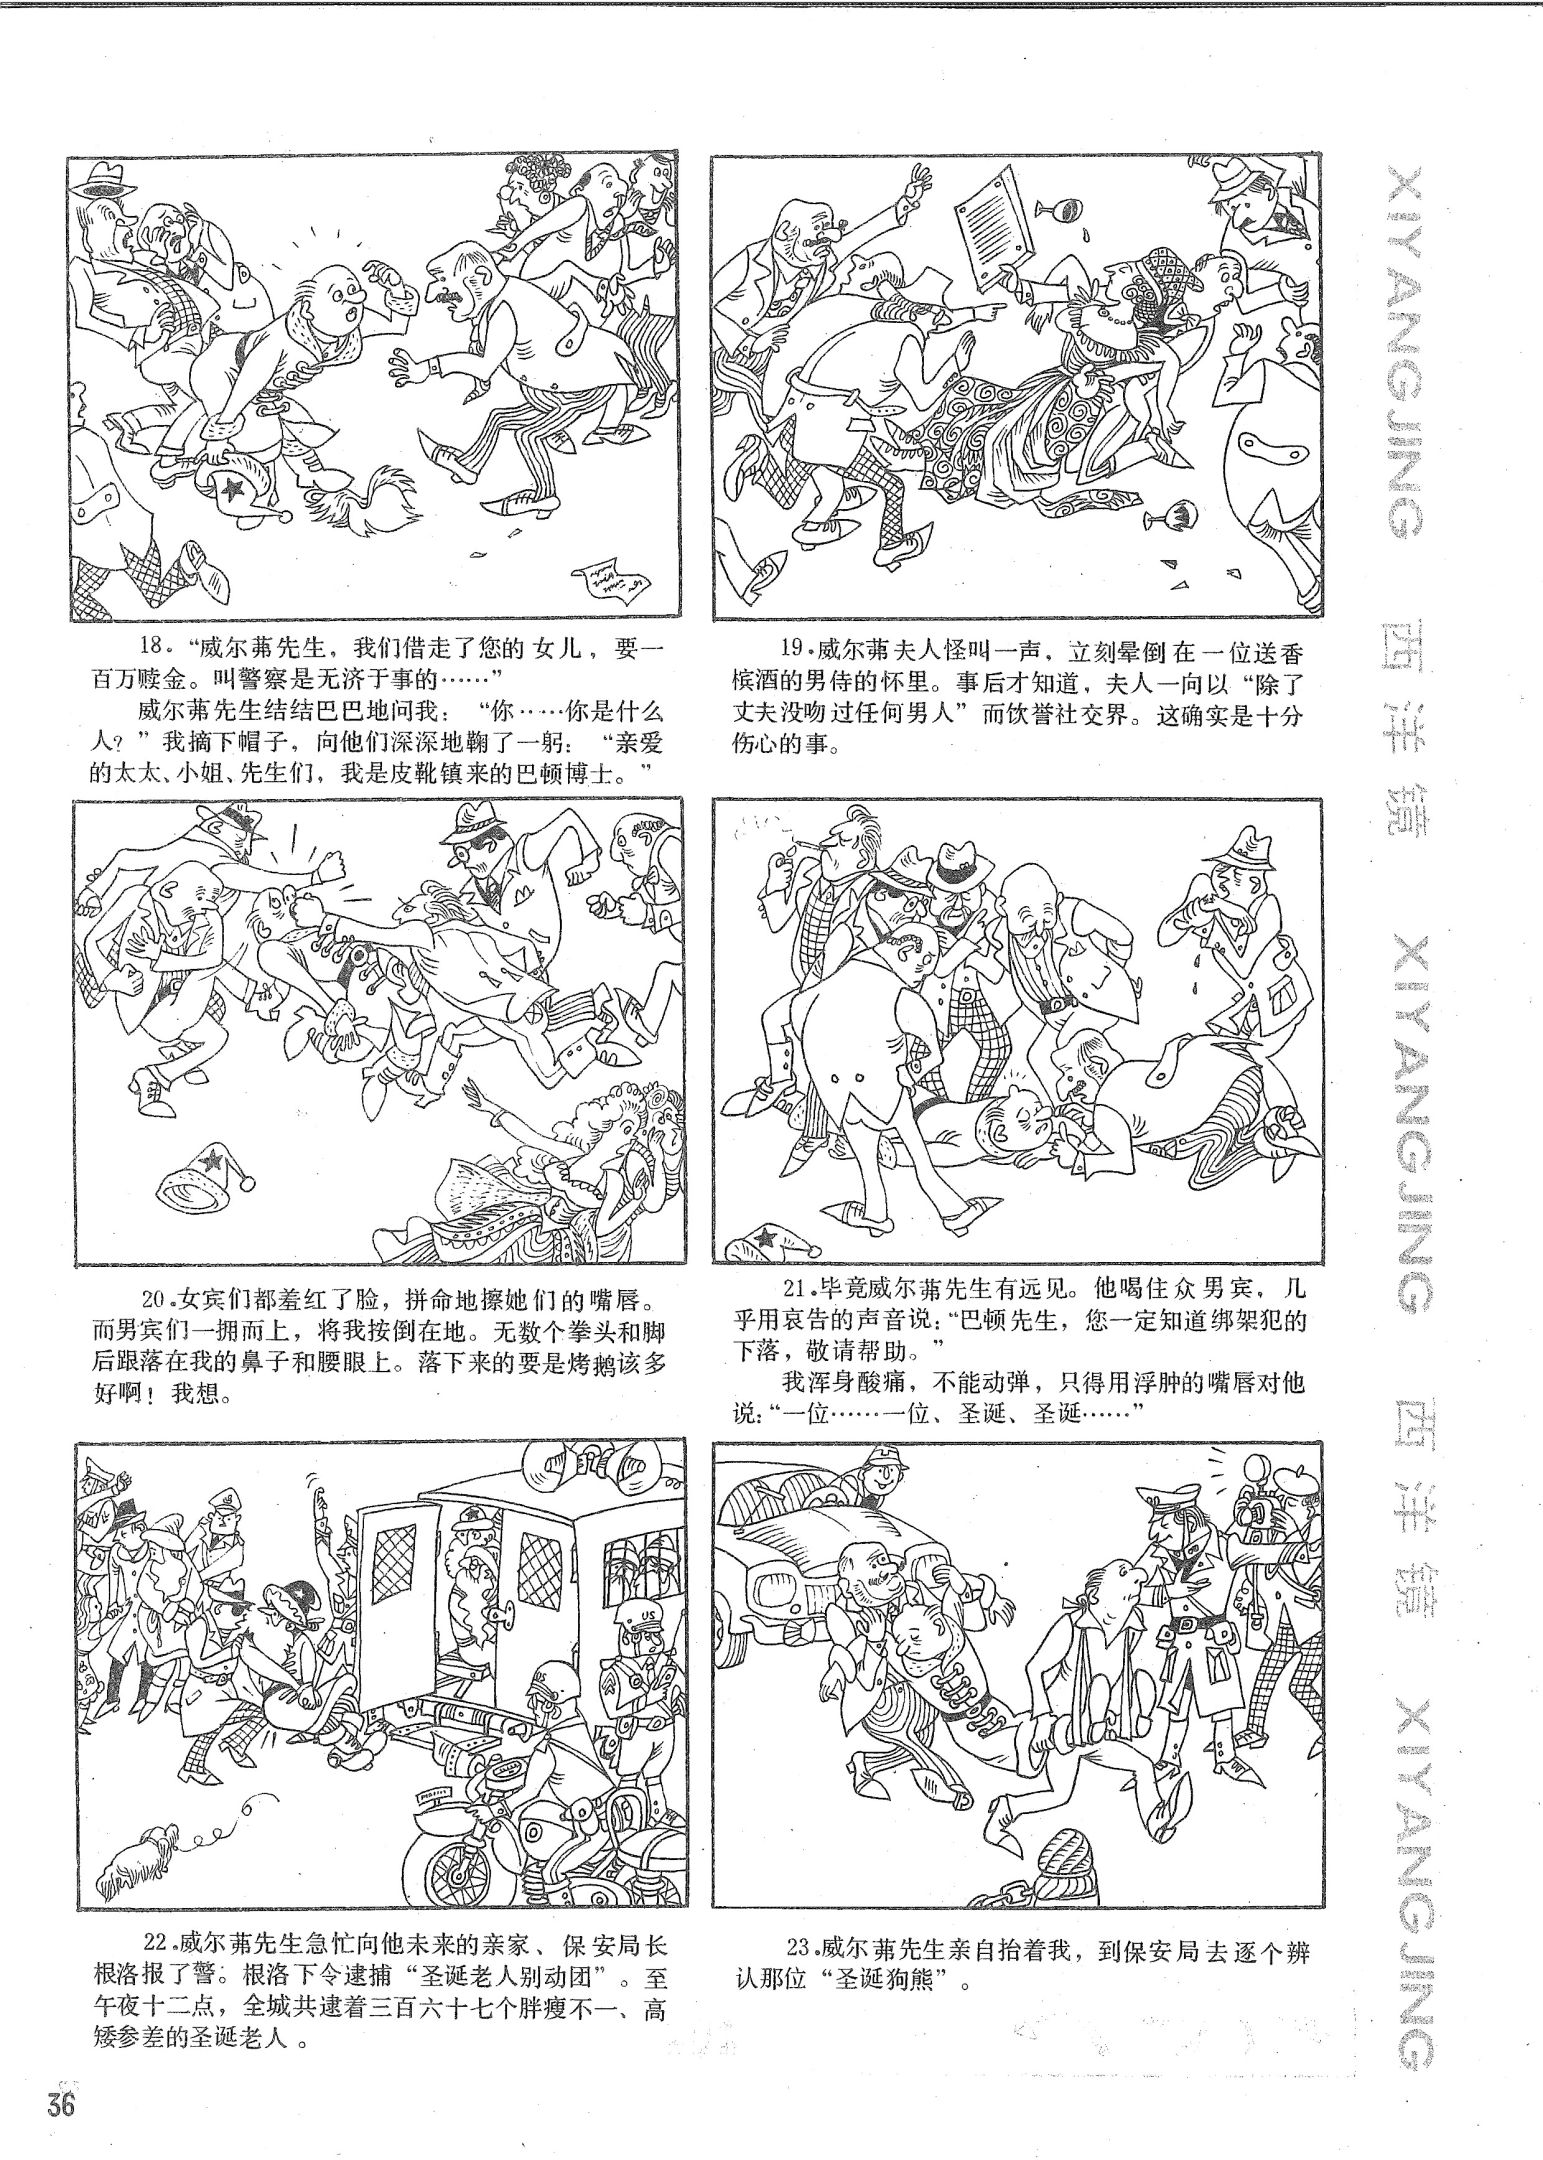 18。“威尔茀先生，我们借走了您的女儿，要一
百万赎金。叫警察是无济于事的……”
威尔茀先生结结巴巴地问我：“你……你是什么
人？”我摘下帽子，向他们深深地鞠了一躬：“亲爱
的太太、小姐、先生们，我是皮靴镇来的巴顿博士。”
19.威尔茀夫人怪叫一声，立刻晕倒在一位送香
槟酒的男侍的怀里。事后才知道，夫人一向以“除了
丈夫没吻过任何男人”而饮誉社交界。这确实是十分
伤心的事。
20.女宾们都羞红了脸，拼命地擦她们的嘴唇。
而男宾们一拥而上，将我按倒在地。无数个拳头和脚
后跟落在我的鼻子和腰眼上。落下来的要是烤鹅该多
好啊！我想。
21.毕竟威尔茀先生有远见。他喝住众男宾，几
乎用哀告的声音说：“巴顿先生，您一定知道绑架犯的
下落，敬请帮助。”
我浑身酸痛，不能动弹，只得用浮肿的嘴唇对他
说：“一位……一位、圣诞、圣诞……”
US
US
22.威尔茀先生急忙向他未来的亲家、保安局长
根洛报了警。根洛下令逮捕“圣诞老人别动团”。至
午夜十二点，全城共逮着三百六十七个胖瘦不一、高
矮参差的圣诞老人。
23.威尔茀先生亲自抬着我，到保安局去逐个辨
认那位“圣诞狗熊”。
XIYANGJING 西洋镜 XIYANGJING 西洋镜 XIYANGJING
36